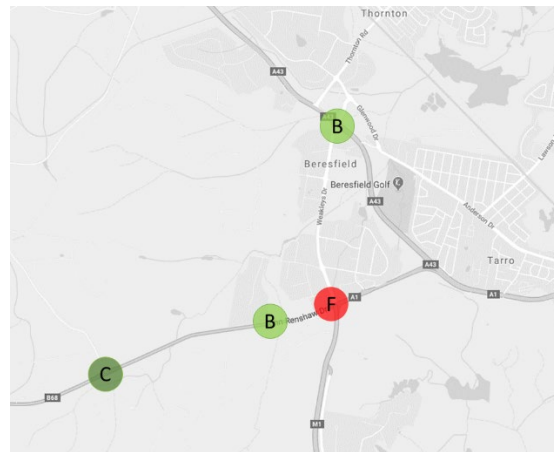 Thornton
A43
Thornton Rd
Glenwood Dr
B
Beresfield
Beresfield Golf
Weakleys Dr
A43
Anderson Dr
Tarro
A43
A1
A1
F
B
Renshaw Dr
C
B68
M1